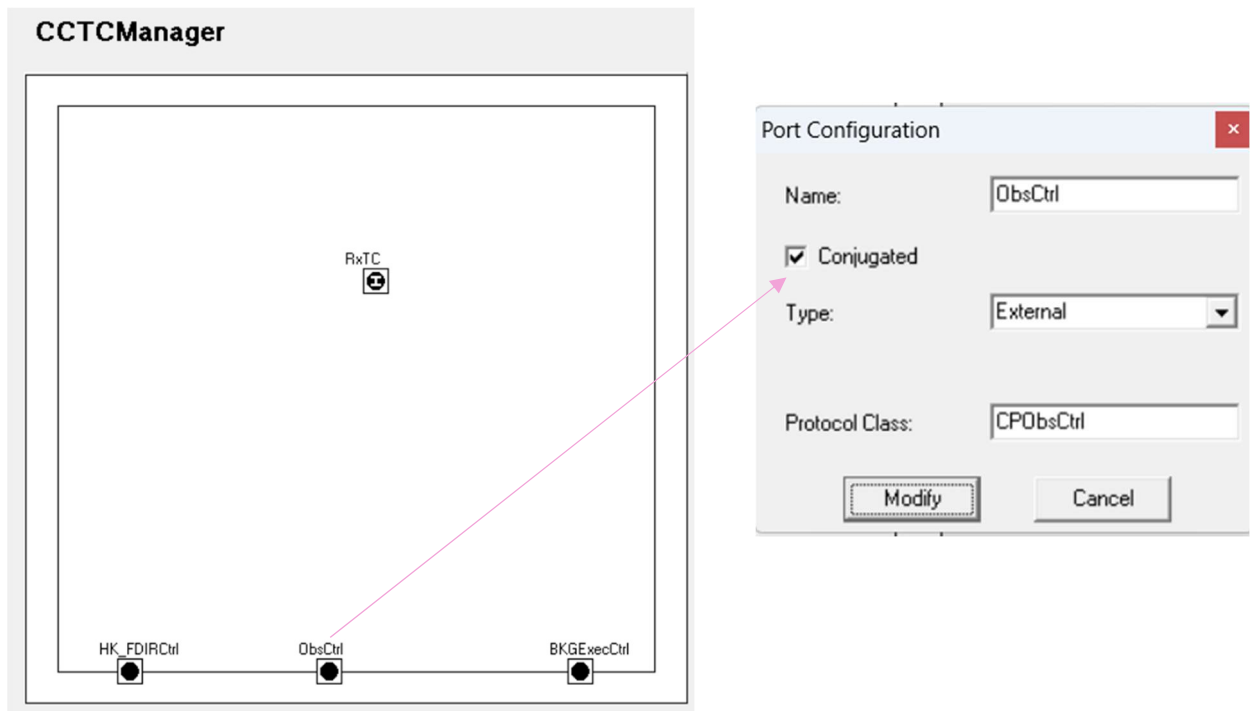 CCTCManager
RxTC
HK_FDIRCtrl
ObsCtrl
BKGExecCtrl
Port Configuration
Name:
ObsCtrl
Conjugated
Type:
External
Protocol Class:
CPObsCtrl
Modify
Cancel